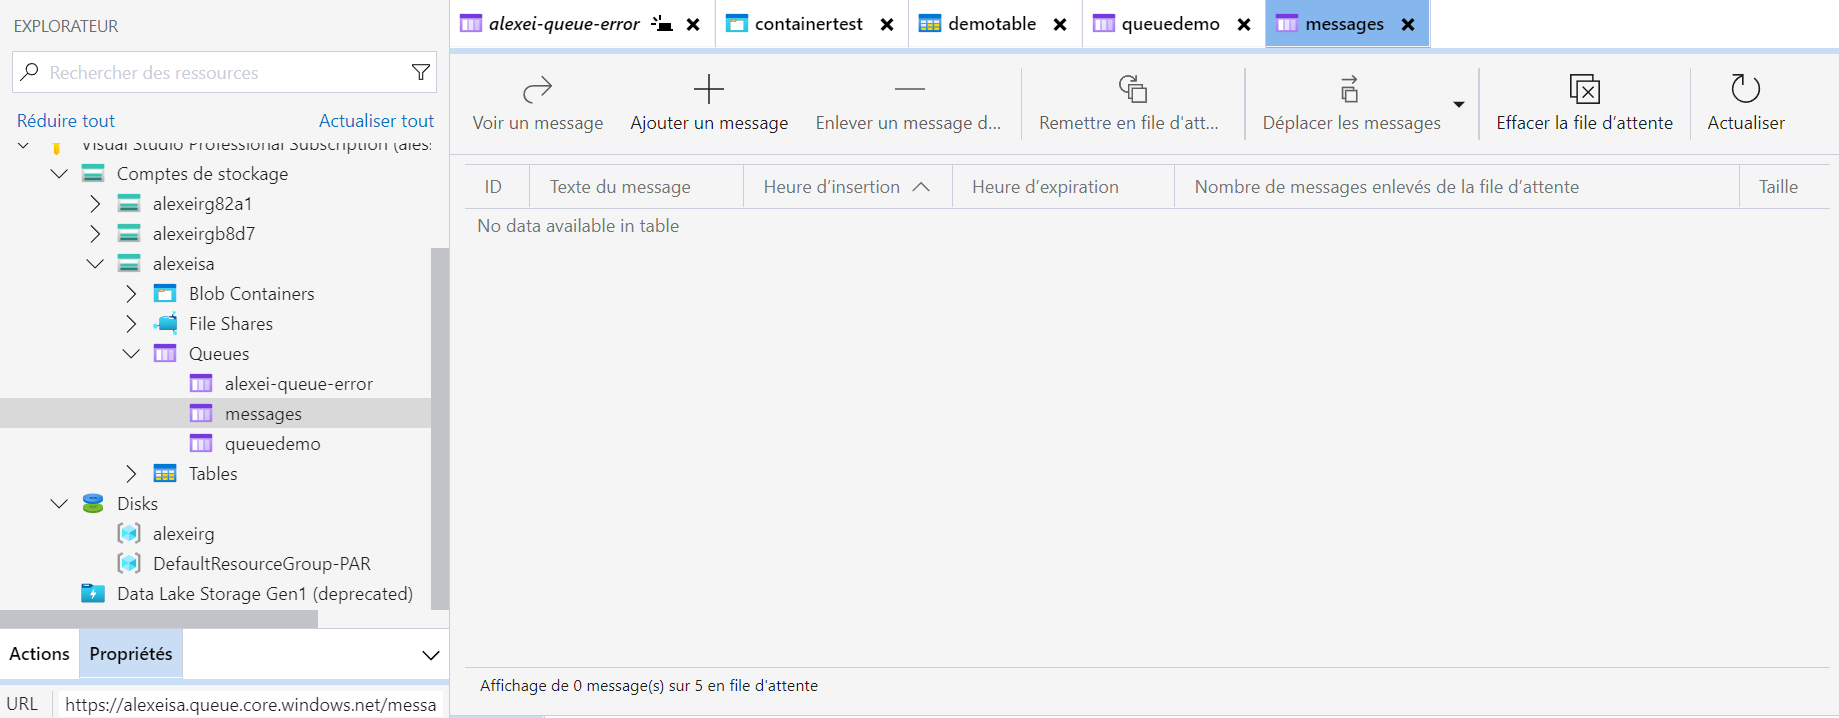 EXPLORATEUR
Rechercher des ressources
Réduire tout
Actualiser tout
Visual Studio Professional Subscription (ales
Comptes de stockage
alexeirg82a1
alexeirgb8d7
alexeisa
Blob Containers
File Shares
Queues
alexei-queue-error
messages
queuedemo
Tables
Disks
alexeirg
DefaultResourceGroup-PAR
Data Lake Storage Gen1 (deprecated)
Actions
Propriétés
URL
https://alexeisa.queue.core.windows.net/messa
alexei-queue-error
containertest
demotable
queuedemo
messages
Voir un message
Ajouter un message
Enlever un message d...
Remettre en file d'att...
Déplacer les messages
Effacer la file d’attente
Actualiser
ID
Texte du message
Heure d’insertion
Heure d’expiration
Nombre de messages enlevés de la file d’attente
Taille
No data available in table
Affichage de 0 message(s) sur 5 en file d'attente